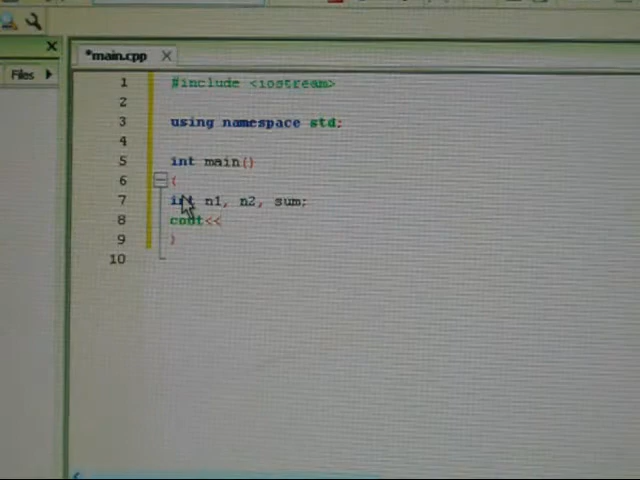 *main.cpp
Files
1 #include <iostream>
2
3 using namespace std;
4
5 int main()
6 {
7 int n1, n2, sum;
8 cout<<
9 }
10